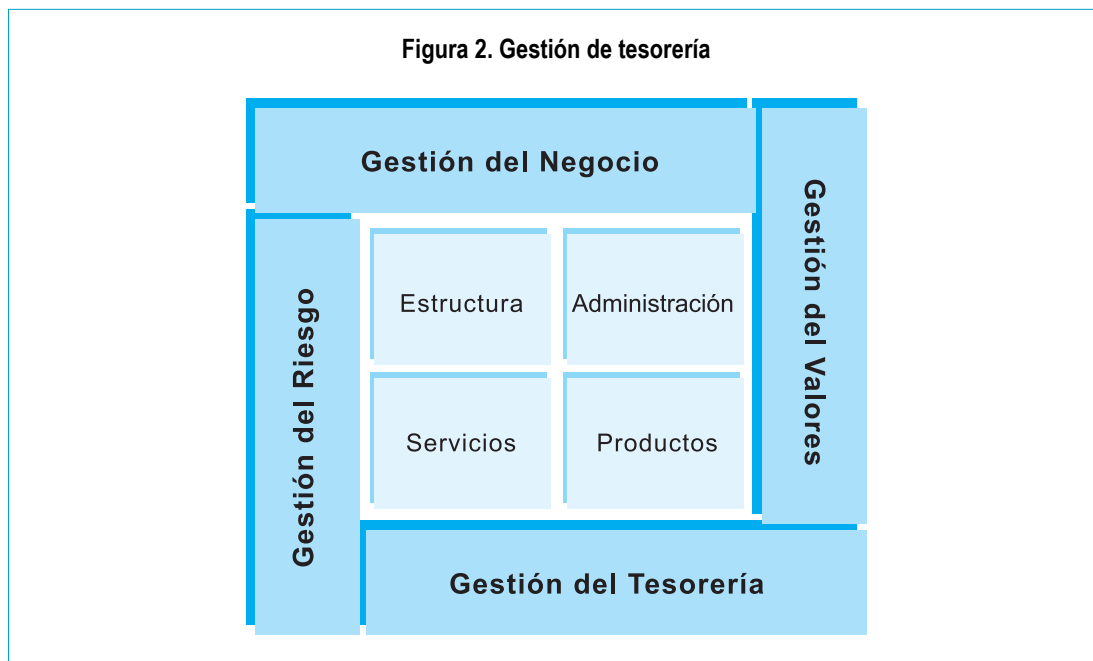 Figura 2. Gestión de tesorería
Gestión del Negocio
Gestión del Valores
Gestión del Riesgo
Estructura
Administración
Servicios
Productos
Gestión del Tesorería